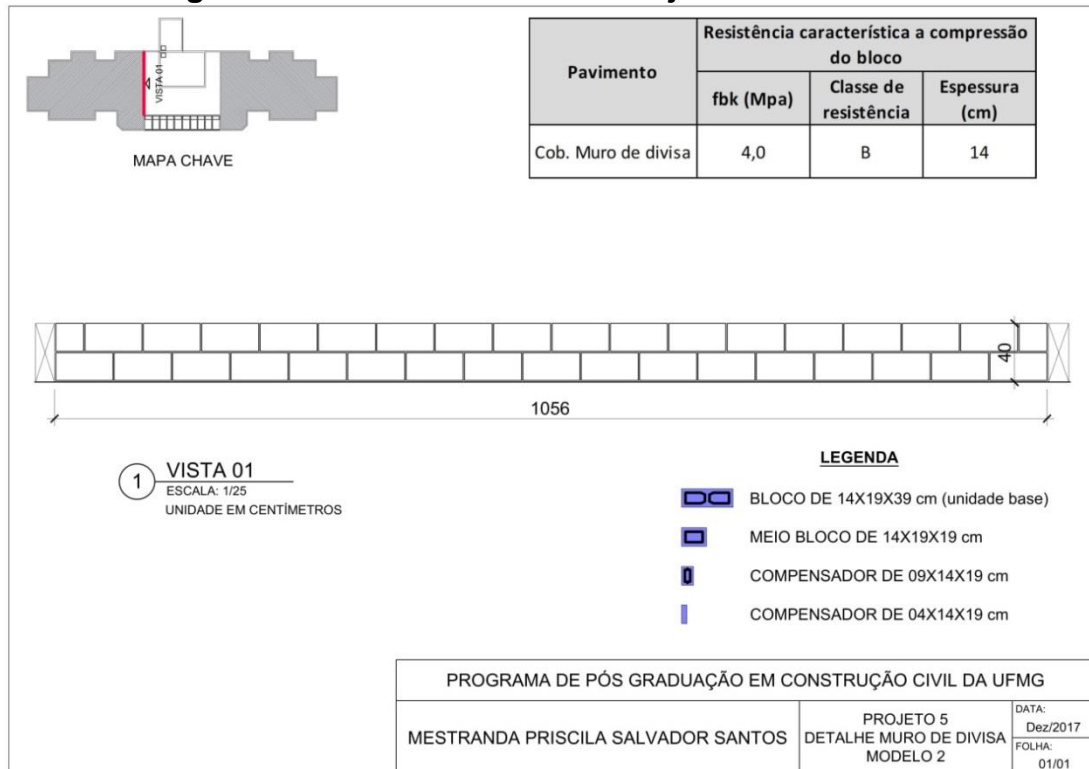 VISTA 01
MAPA CHAVE
Pavimento
Resistência característica a compressão
do bloco
fbk (Mpa)
Classe de
resistência
Espessura
(cm)
Cob. Muro de divisa
4,0
B
14
40
1056
1
VISTA 01
ESCALA: 1/25
UNIDADE EM CENTÍMETROS
LEGENDA
BLOCO DE 14X19X39 cm (unidade base)
MEIO BLOCO DE 14X19X19 cm
COMPENSADOR DE 09X14X19 cm
COMPENSADOR DE 04X14X19 cm
PROGRAMA DE PÓS GRADUAÇÃO EM CONSTRUÇÃO CIVIL DA UFMG
MESTRANDA PRISCILA SALVADOR SANTOS
PROJETO 5
DETALHE MURO DE DIVISA
MODELO 2
DATA:
Dez/2017
FOLHA:
01/01